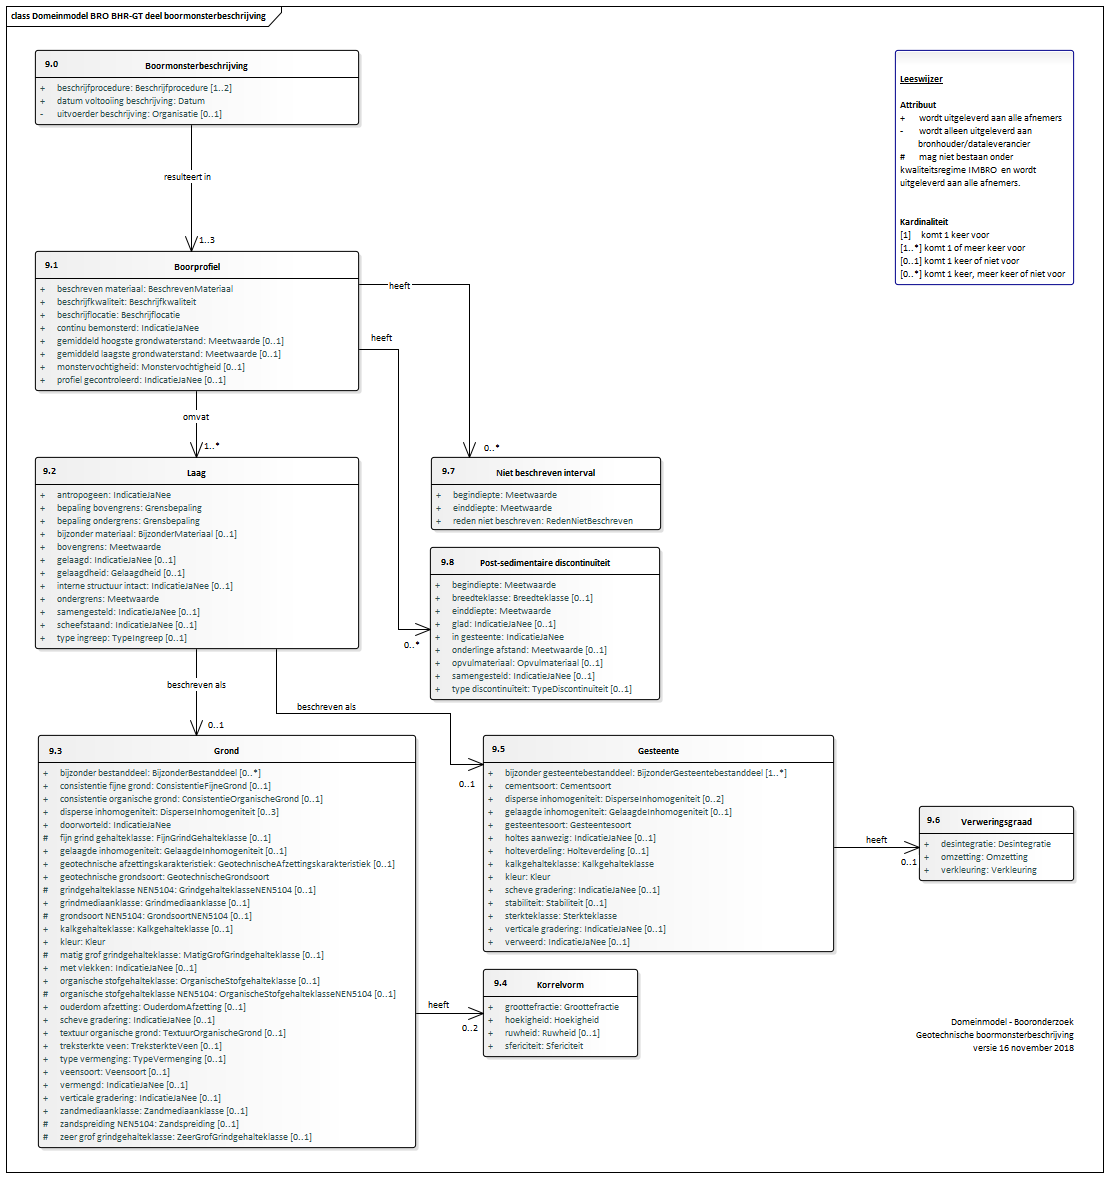 class Domeinmodel BRO BHR-GT deel boormonsterbeschrijving
9.0 Boormonsterbeschrijving
+ beschrijfprocedure: Beschrijfprocedure [1..2]
+ datum voltooiing beschrijving: Datum
- uitvoerder beschrijving: Organisatie [0..1]
resulteert in
1..3
9.1 Boorprofiel
+ beschreven materiaal: BeschrevenMateriaal
+ beschrijfkwaliteit: Beschrijfkwaliteit
+ beschrijflocatie: Beschrijflocatie
+ continu bemonsterd: IndicatieJaNee
+ gemiddeld hoogste grondwaterstand: Meetwaarde [0..1]
+ gemiddeld laagste grondwaterstand: Meetwaarde [0..1]
+ monstervochtigheid: Monstervochtigheid [0..1]
+ profiel gecontroleerd: IndicatieJaNee [0..1]
heeft
heeft
omvat
1..*
0..*
0..*
9.2 Laag
+ antropogeen: IndicatieJaNee
+ bepaling bovengrens: Grensbepaling
+ bepaling ondergrens: Grensbepaling
+ bijzonder materiaal: BijzonderMateriaal [0..1]
+ bovengrens: Meetwaarde
+ gelaagd: IndicatieJaNee [0..1]
+ gelaagdheid: Gelaagdheid [0..1]
+ interne structuur intact: IndicatieJaNee [0..1]
+ ondergrens: Meetwaarde
+ samengesteld: IndicatieJaNee [0..1]
+ scheefstaand: IndicatieJaNee [0..1]
+ type ingreep: TypeIngreep [0..1]
9.7 Niet beschreven interval
+ begindiepte: Meetwaarde
+ einddiepte: Meetwaarde
+ reden niet beschreven: RedenNietBeschreven
9.8 Post-sedimentaire discontinuïteit
+ begindiepte: Meetwaarde
+ breedteklasse: Breedteklasse [0..1]
+ einddiepte: Meetwaarde
+ glad: IndicatieJaNee [0..1]
+ in gesteente: IndicatieJaNee
+ onderlinge afstand: Meetwaarde [0..1]
+ opvulmateriaal: Opvulmateriaal [0..1]
+ samengesteld: IndicatieJaNee [0..1]
+ type discontinuïteit: TypeDiscontinuïteit [0..1]
beschreven als
0..1
beschreven als
0..1
9.3 Grond
+ bijzonder bestanddeel: BijzonderBestanddeel [0..*]
+ consistentie fijne grond: ConsistentieFijneGrond [0..1]
+ consistentie organische grond: ConsistentieOrganischeGrond [0..1]
+ disperse inhomogeniteit: DisperseInhomogeniteit [0..3]
+ doorworteld: IndicatieJaNee
# fijn grind gehalteklasse: FijnGrindGehalteklasse [0..1]
+ gelaagde inhomogeniteit: GelaagdeInhomogeniteit [0..1]
+ geotechnische afzettingskarakteristiek: GeotechnischeAfzettingskarakteristiek [0..1]
+ geotechnische grondsoort: GeotechnischeGrondsoort
# grindgehalteklasse NEN5104: GrindgehalteklasseNEN5104 [0..1]
+ grindmediaanklasse: Grindmediaanklasse [0..1]
# grondsoort NEN5104: GrondsoortNEN5104 [0..1]
+ kalkgehalteklasse: Kalkgehalteklasse [0..1]
+ kleur: Kleur
# matig grof grindgehalteklasse: MatigGrofGrindgehalteklasse [0..1]
+ met vlekken: IndicatieJaNee [0..1]
+ organische stofgehalteklasse: OrganischeStofgehalteklasse [0..1]
# organische stofgehalteklasse NEN5104: OrganischeStofgehalteklasseNEN5104 [0..1]
+ ouderdom afzetting: OuderdomAfzetting [0..1]
+ scheve gradering: IndicatieJaNee [0..1]
+ textuur organische grond: TextuurOrganischeGrond [0..1]
+ treksterkte veen: TreksterkteVeen [0..1]
+ type vermenging: TypeVermenging [0..1]
+ veensoort: Veensoort [0..1]
+ vermengd: IndicatieJaNee [0..1]
+ verticale gradering: IndicatieJaNee [0..1]
+ zandmediaanklasse: Zandmediaanklasse [0..1]
# zandspreiding NEN5104: Zandspreiding [0..1]
# zeer grof grindgehalteklasse: ZeerGrofGrindgehalteklasse [0..1]
9.5 Gesteente
+ bijzonder gesteentebestanddeel: BijzonderGesteentebestanddeel [1..*]
+ cementsoort: Cementsoort
+ disperse inhomogeniteit: DisperseInhomogeniteit [0..2]
+ gelaagde inhomogeniteit: GelaagdeInhomogeniteit [0..1]
+ gesteentesoort: Gesteentesoort
+ holtes aanwezig: IndicatieJaNee [0..1]
+ holteverdeling: Holteverdeling [0..1]
+ kalkgehalteklasse: Kalkgehalteklasse
+ kleur: Kleur
+ scheve gradering: IndicatieJaNee [0..1]
+ stabiliteit: Stabiliteit [0..1]
+ sterkteklasse: Sterkteklasse
+ verticale gradering: IndicatieJaNee [0..1]
+ verweerd: IndicatieJaNee [0..1]
heeft
0..1
9.6 Verweringsgraad
+ desintegratie: Desintegratie
+ omzetting: Omzetting
+ verkleuring: Verkleuring
heeft
0..2
9.4 Korrelvorm
+ groottefractie: Groottefractie
+ hoekigheid: Hoekigheid
+ ruwheid: Ruwheid [0..1]
+ sfericiteit: Sfericiteit
Leeswijzer
Attribuut
+ wordt uitgeleverd aan alle afnemers
- wordt alleen uitgeleverd aan
bronhouder/dataleverancier
# mag niet bestaan onder
kwaliteitsregime IMBRO en wordt
uitgeleverd aan alle afnemers.
Kardinaliteit
[1] komt 1 keer voor
[1..*] komt 1 of meer keer voor
[0..1] komt 1 keer of niet voor
[0..*] komt 1 keer, meer keer of niet voor
Domeinmodel - Booronderzoek
Geotechnische boormonsterbeschrijving
versie 16 november 2018